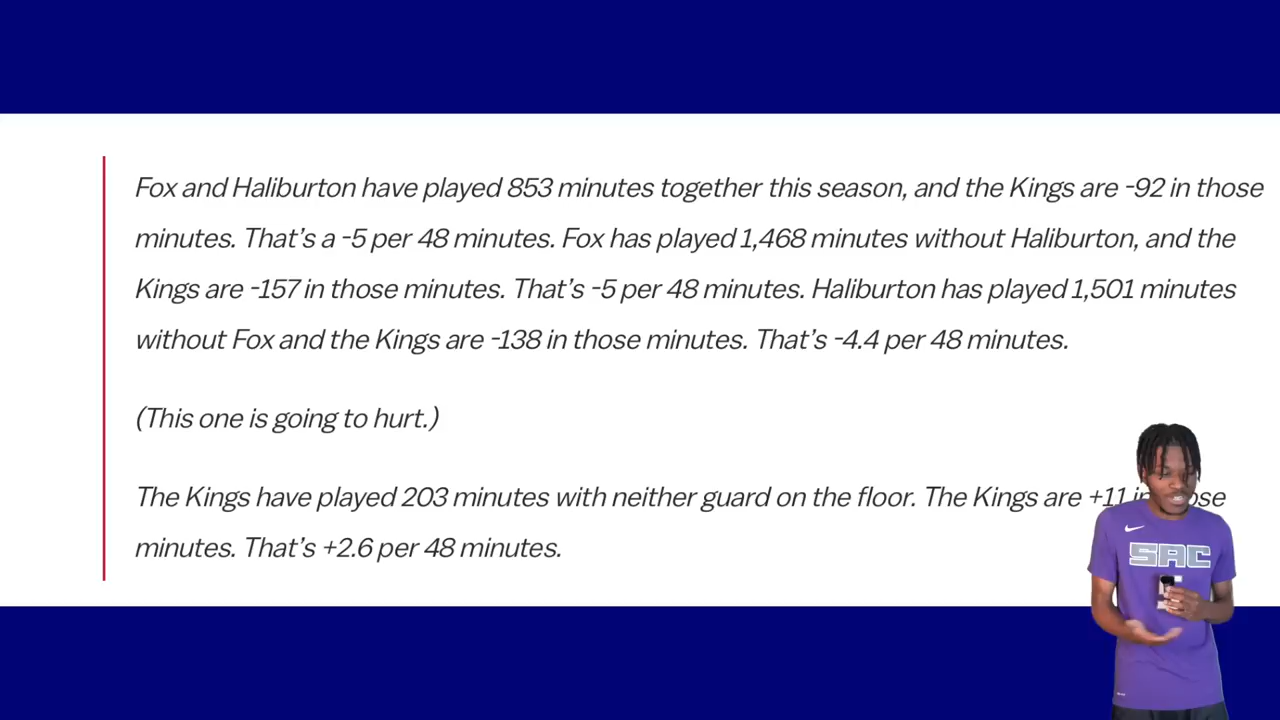 Fox and Haliburton have played 853 minutes together this season, and the Kings are -92 in those
minutes. That's a -5 per 48 minutes. Fox has played 1,468 minutes without Haliburton, and the
Kings are -157 in those minutes. That's -5 per 48 minutes. Haliburton has played 1,501 minutes
without Fox and the Kings are -138 in those minutes. That's -4.4 per 48 minutes.
(This one is going to hurt.)
The Kings have played 203 minutes with neither guard on the floor. The Kings are +11
minutes. That's +2.6 per 48 minutes.
SAC